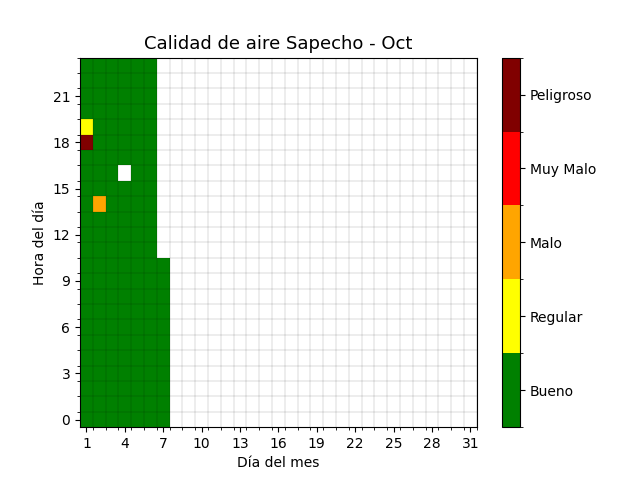 Calidad de aire Sapecho - Oct
Hora del día
21
18
15
12
9
6
3
0
1 4 7 10 13 16 19 22 25 28 31
Día del mes
Peligroso
Muy Malo
Malo
Regular
Bueno